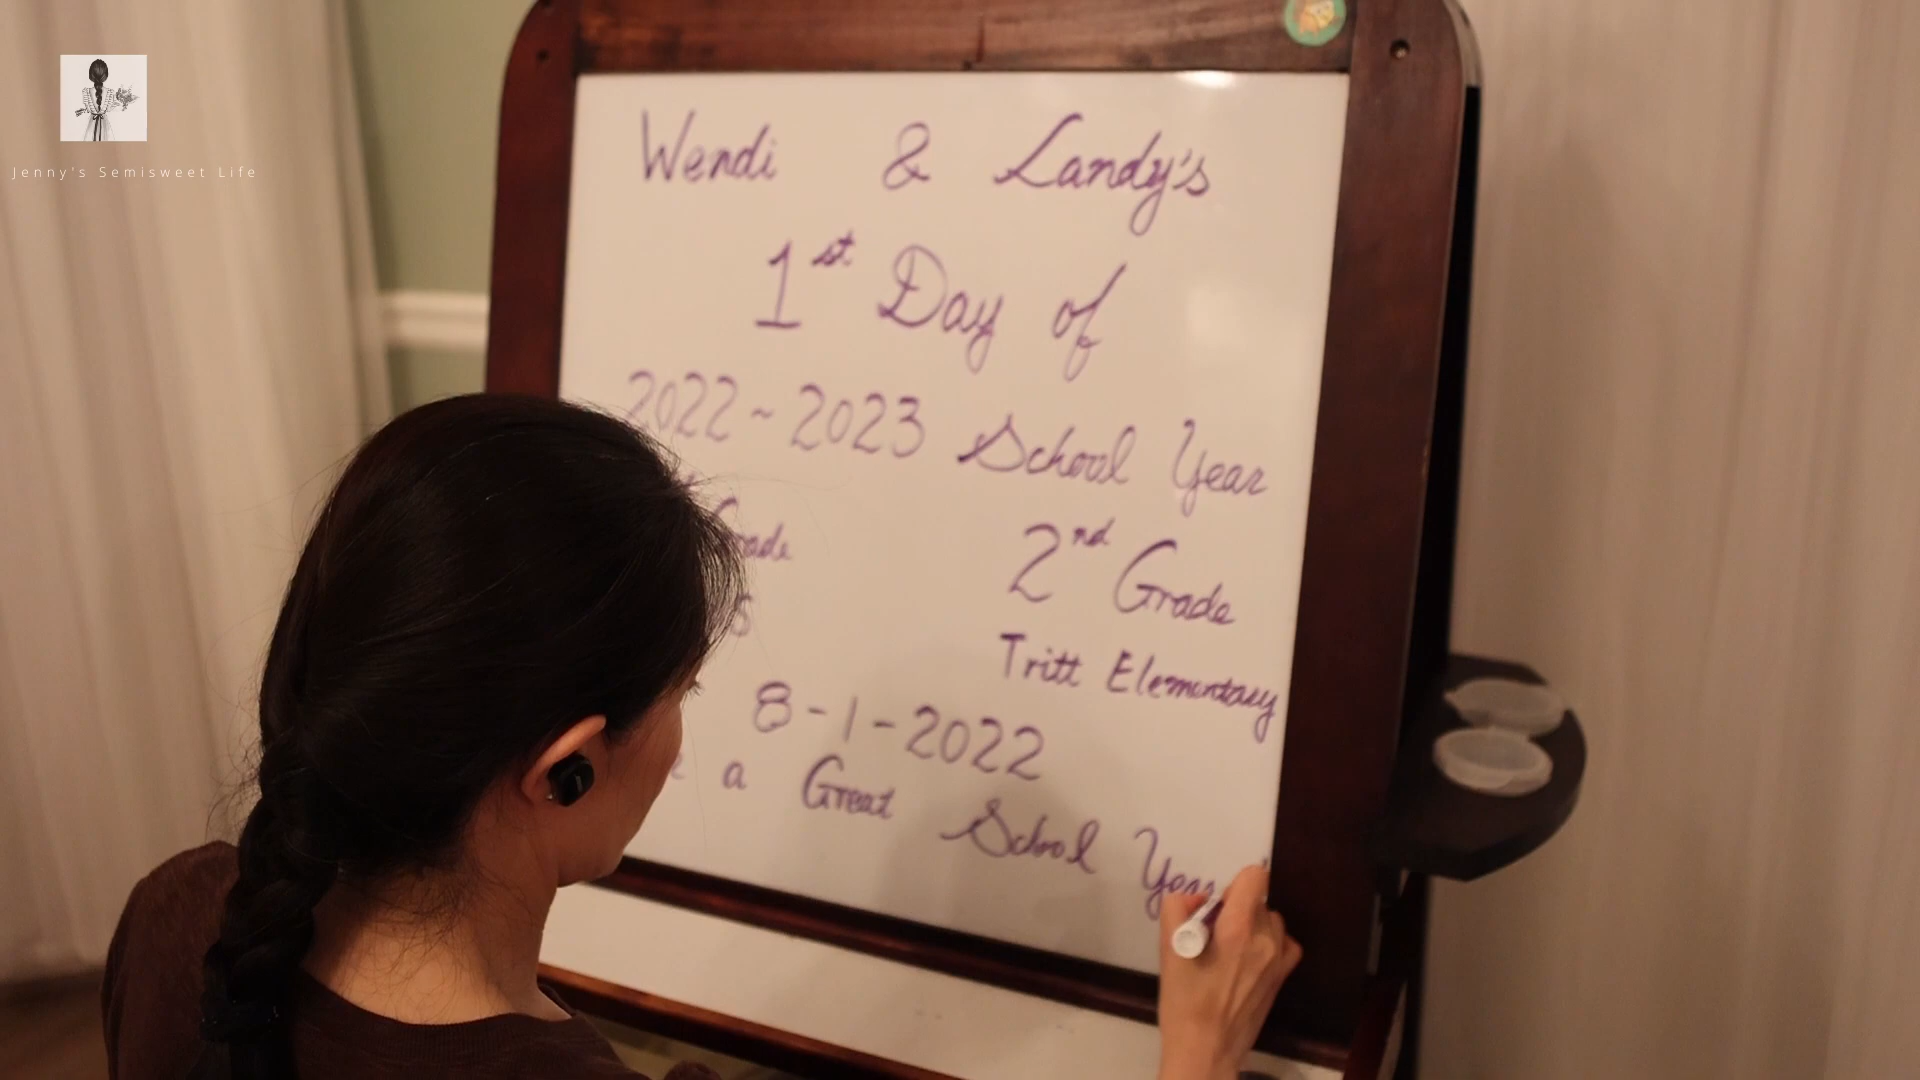 Jenny's Semisweet Life
Wendi & Landy's
1st Day of
2022~2023 School Year
2nd Grade
Tritt Elementary
8-1-2022
a Great School Year